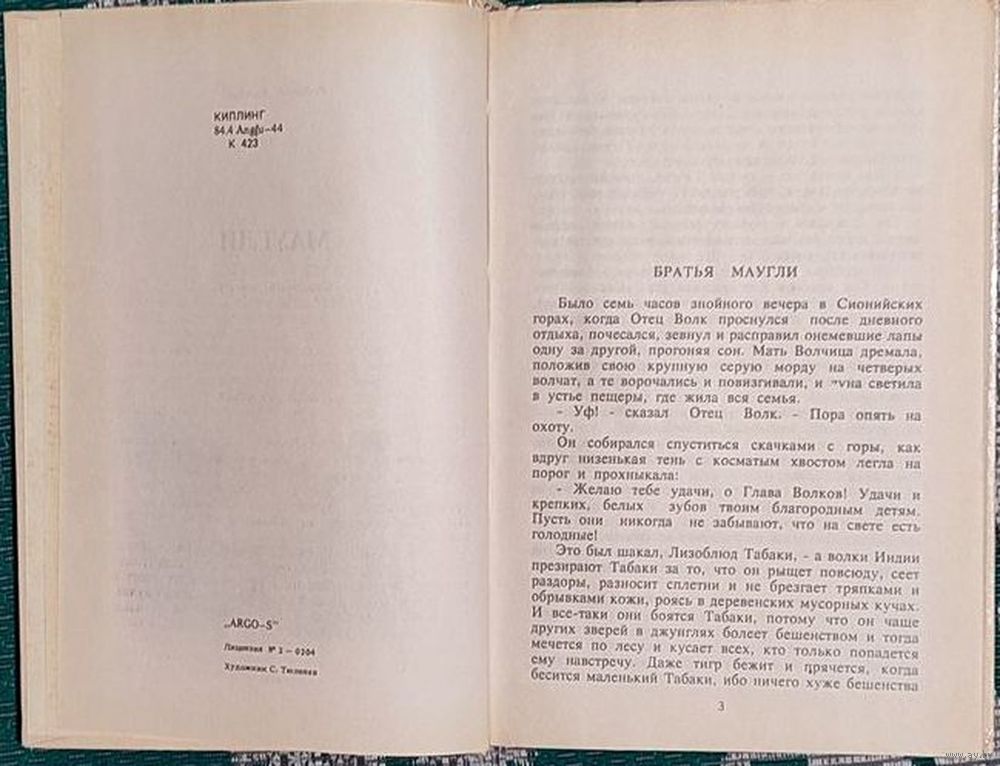 КИПЛИНГ
84.4 Angfu-44
К 423
МАУГЛИ
„ARGO-S”
Лицензия № 2 - 0204
Художник С. Тюленев
БРАТЬЯ МАУГЛИ
Было семь часов знойного вечера в Сионийских
горах, когда Отец Волк проснулся после дневного
отдыха, почесался, зевнул и расправил онемевшие лапы
одну за другой, прогоняя сон. Мать Волчица дремала,
положив свою крупную серую морду на четверых
волчат, а те ворочались и повизгивали, и светила
в устье пещеры, где жила вся семья.
- Уф! - сказал Отец Волк. - Пора опять на
охоту.
Он собирался спуститься скачками с горы, как
вдруг низенькая тень с косматым хвостом легла на
порог и прохныкала:
- Желаю тебе удачи, о Глава Волков! Удачи и
крепких, белых зубов твоим благородным детям.
Пусть они никогда не забывают, что на свете есть
голодные!
Это был шакал, Лизоблюд Табаки, - а волки Индии
презирают Табаки за то, что он рыщет повсюду, сеет
раздоры, разносит сплетни и не брезгает тряпками и
обрывками кожи, роясь в деревенских мусорных кучах.
И все-таки они боятся Табаки, потому что он чаще
других зверей в джунглях болеет бешенством и тогда
мечется по лесу и кусает всех, кто только попадется
ему навстречу. Даже тигр бежит и прячется, когда
бесится маленький Табаки, ибо ничего хуже бешенства
3